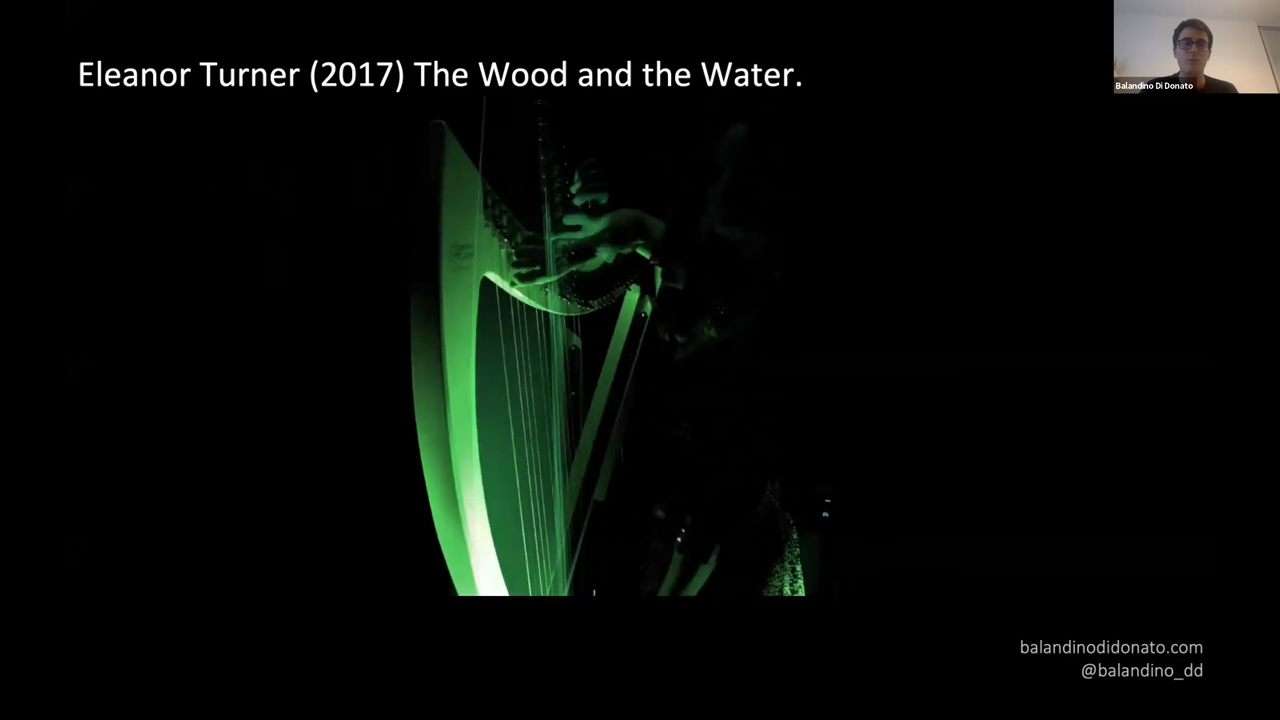 Eleanor Turner (2017) The Wood and the Water.
Balandino Di Donato
balandinodidonato.com
@balandino_dd